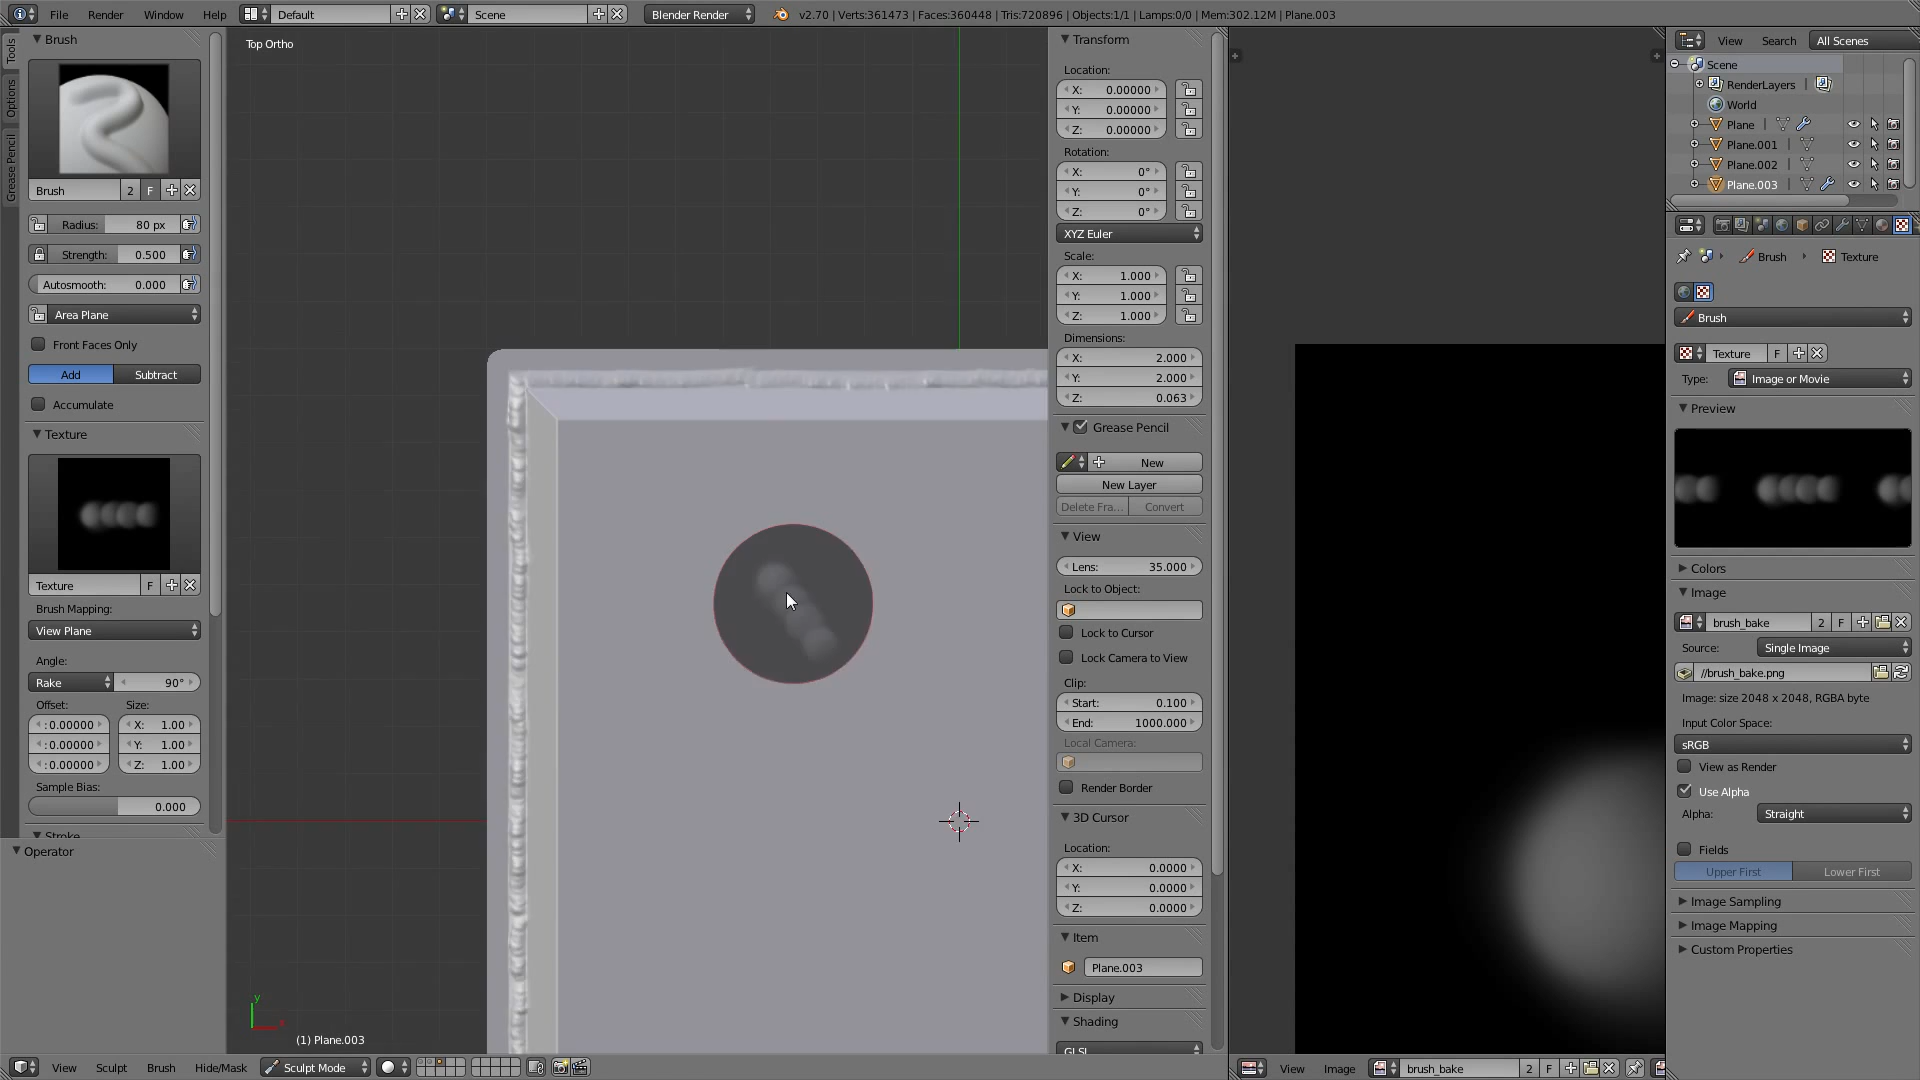 File Render Window Help Default Scene Blender Render v2.70 | Verts:361473 | Faces:360448 | Tris:720896 | Objects:1/1 | Lamps:0/0 | Mem:302.12M | Plane.003
Tools
Options
Grease Pencil
Brush
Brush 2 F
Radius: 80 px
Strength: 0.500
Autosmooth: 0.000
Area Plane
Front Faces Only
Add Subtract
Accumulate
Texture
Texture F
Brush Mapping:
View Plane
Angle:
Rake 90°
Offset: Size:
:0.00000 X: 1.00
:0.00000 Y: 1.00
:0.00000 Z: 1.00
Sample Bias:
0.000
Stroke
Operator
Top Ortho
y
x
(1) Plane.003
Transform
Location:
X: 0.00000
Y: 0.00000
Z: 0.00000
Rotation:
X: 0°
Y: 0°
Z: 0°
XYZ Euler
Scale:
X: 1.000
Y: 1.000
Z: 1.000
Dimensions:
X: 2.000
Y: 2.000
Z: 0.063
Grease Pencil
New
New Layer
Delete Fra... Convert
View
Lens: 35.000
Lock to Object:
Lock to Cursor
Lock Camera to View
Clip:
Start: 0.100
End: 1000.000
Local Camera:
Render Border
3D Cursor
Location:
X: 0.0000
Y: 0.0000
Z: 0.0000
Item
Plane.003
Display
Shading
GLSL
View Search All Scenes
Scene
RenderLayers |
World
Plane |
Plane.001 |
Plane.002 |
Plane.003 |
Brush Texture
Brush
Texture F
Type: Image or Movie
Preview
Colors
Image
brush_bake 2 F
Source: Single Image
//brush_bake.png
Image: size 2048 x 2048, RGBA byte
Input Color Space:
sRGB
View as Render
Use Alpha
Alpha: Straight
Fields
Upper First Lower First
Image Sampling
Image Mapping
Custom Properties
View Sculpt Brush Hide/Mask Sculpt Mode
View Image brush_bake 2 F